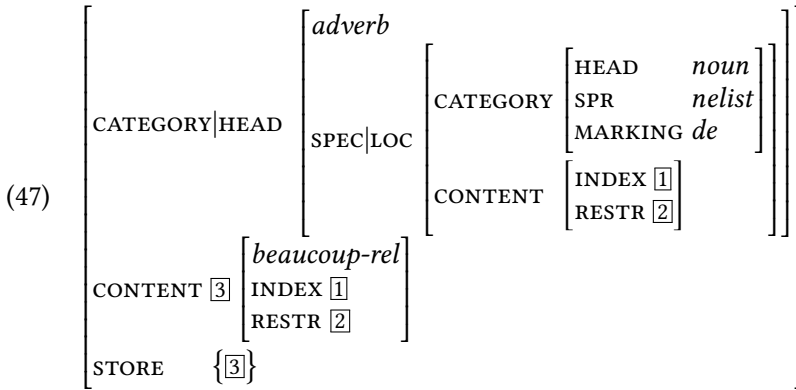 adverb
HEAD noun
CATEGORY SPR nelist
MARKING de
CATEGORY|HEAD SPEC|LOC
INDEX 1
CONTENT
RESTR 2
(47)
beaucoup-rel
CONTENT 3 INDEX 1
RESTR 2
STORE {3}